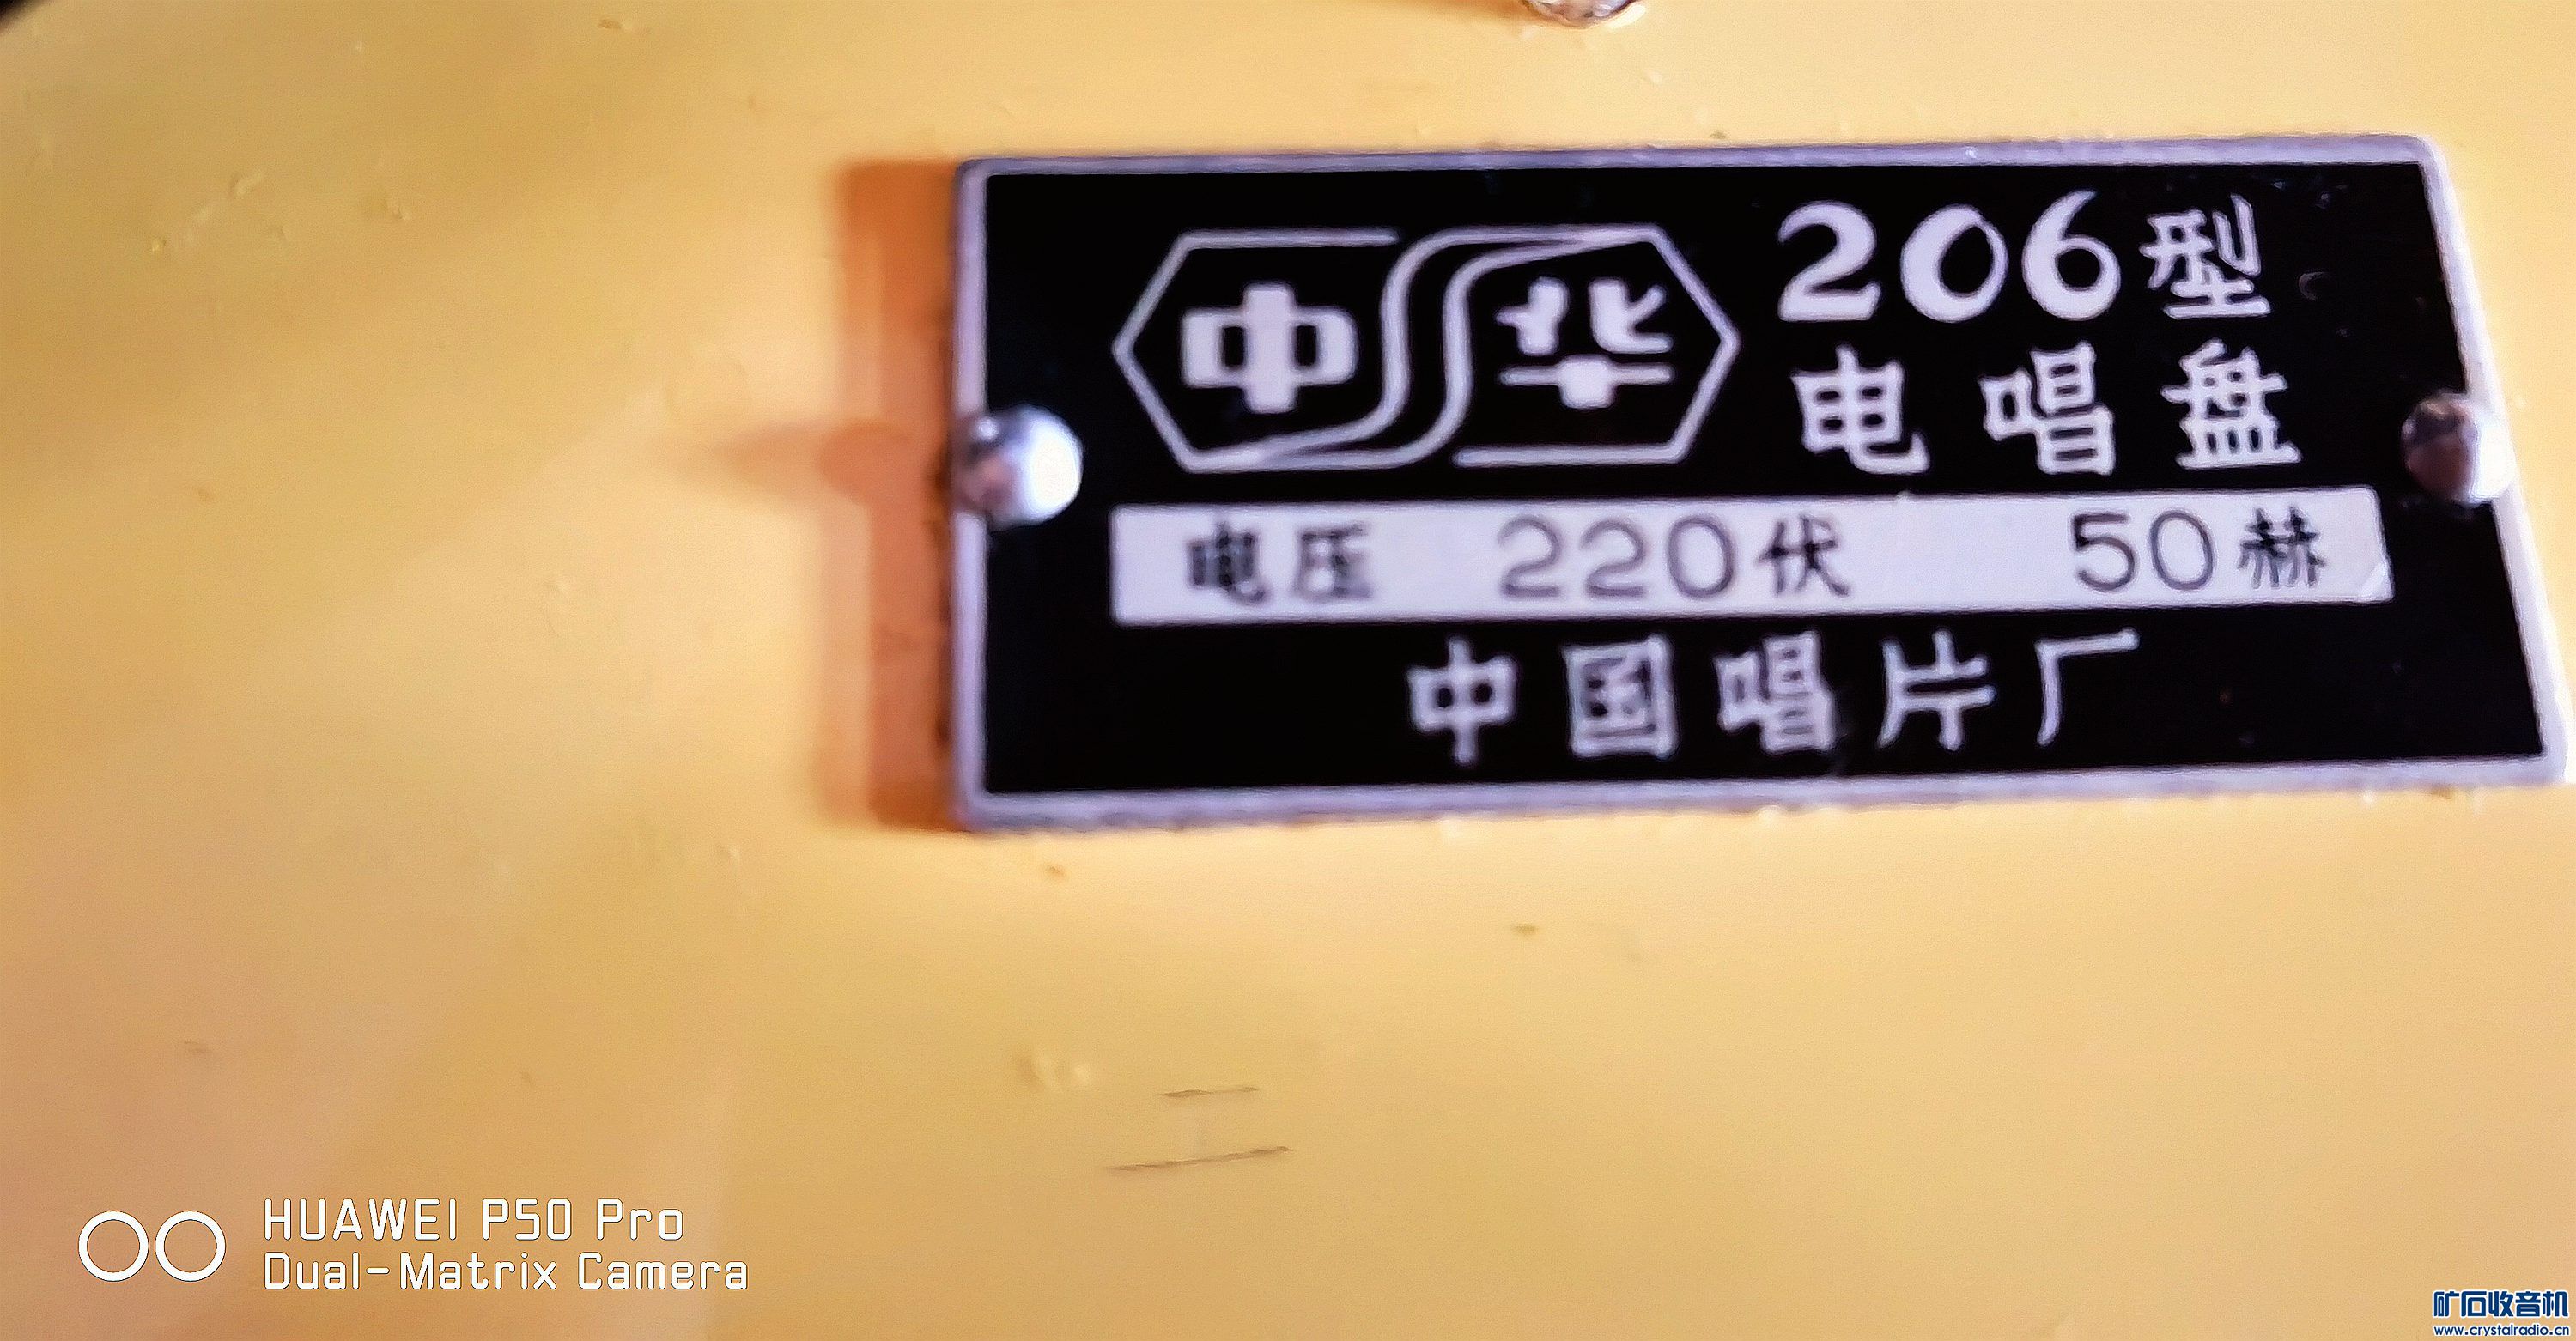 中华 206型
电唱盘
电压 220伏 50赫
中国唱片厂
HUAWEI P50 Pro
Dual-Matrix Camera
矿石收音机
www.crystalradio.cn